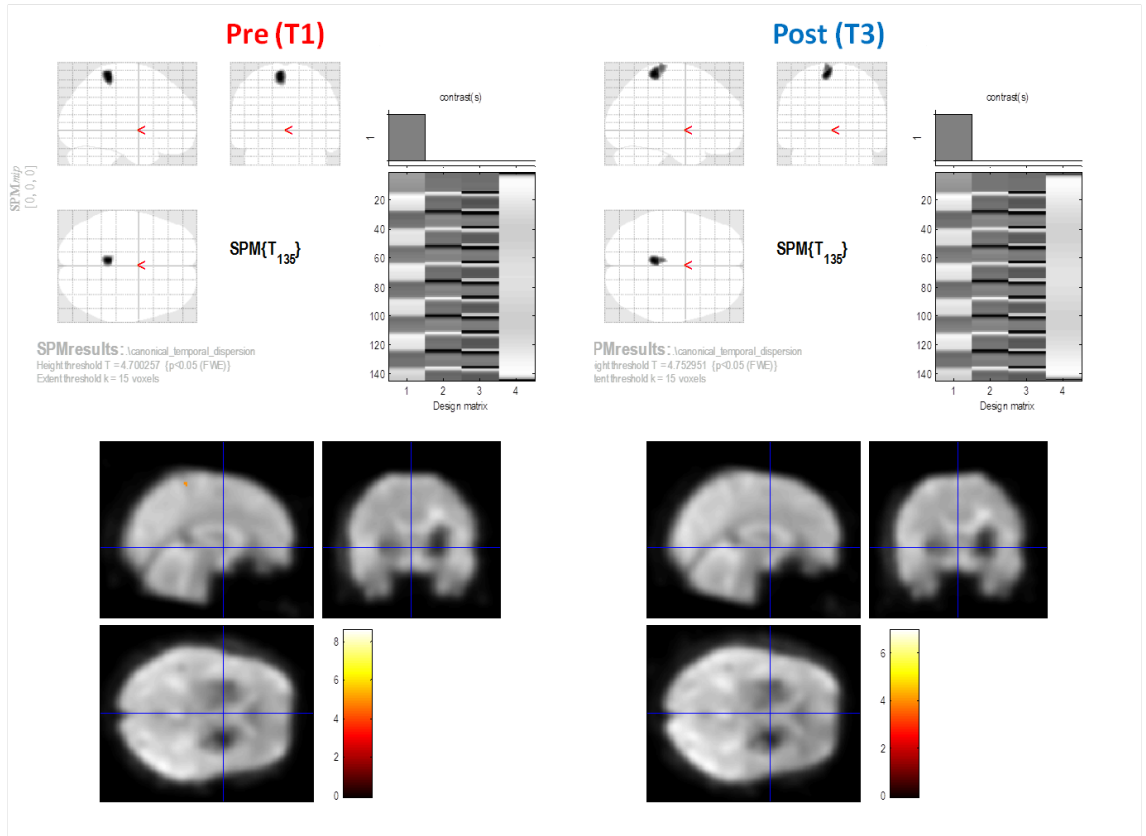 Pre (T1)
SPMmip
[0, 0, 0]
<
<
<
SPM{T135}
contrast(s)
1
20
40
60
80
100
120
140
1 2 3 4
Design matrix
SPMresults: .\canonical_temporal_dispersion
Height threshold T = 4.700257 {p<0.05 (FWE)}
Extent threshold k = 15 voxels
8
6
4
2
0
Post (T3)
<
<
<
SPM{T135}
contrast(s)
1
20
40
60
80
100
120
140
1 2 3 4
Design matrix
PMresults: .\canonical_temporal_dispersion
ight threshold T = 4.752951 {p<0.05 (FWE)}
tent threshold k = 15 voxels
6
4
2
0